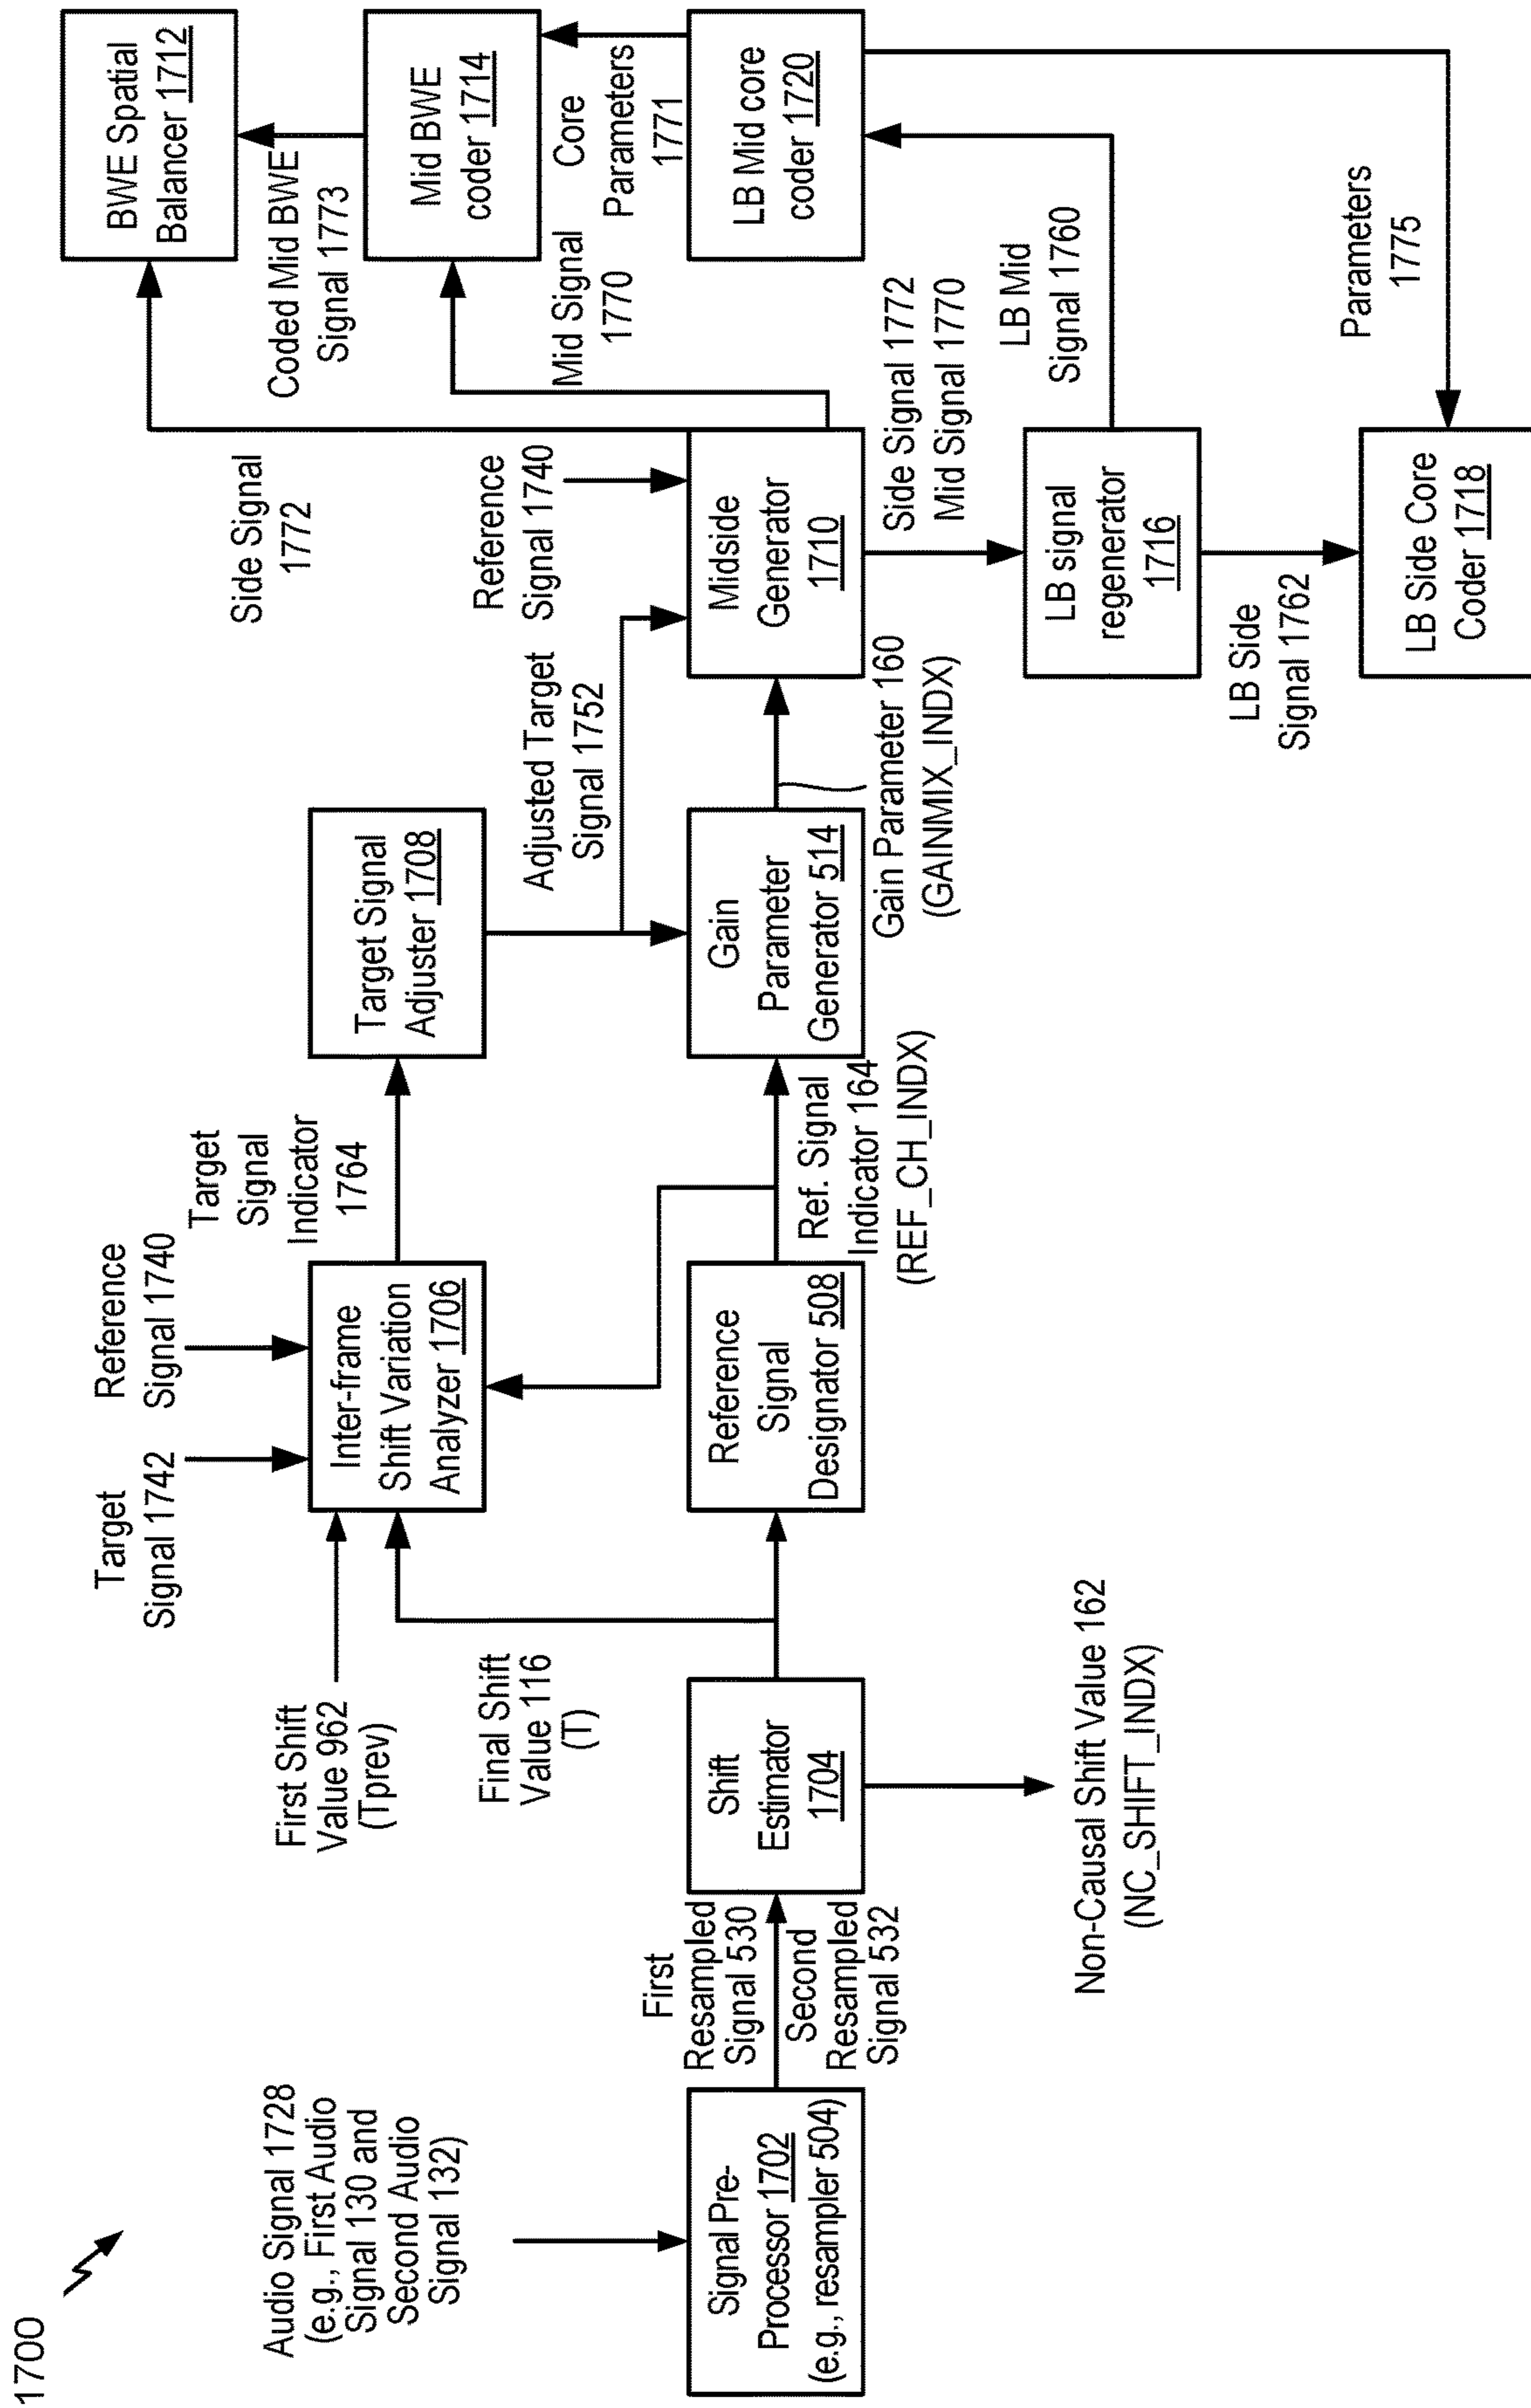 1700
Audio Signal 1728
(e.g., First Audio
Signal 130 and
Second Audio
Signal 132)
Signal Pre-
Processor 1702
(e.g., resampler 504)
First
Resampled
Signal 530
Second
Resampled
Signal 532
Shift
Estimator
1704
Non-Causal Shift Value 162
(NC_SHIFT_INDX)
First Shift
Value 962
(Tprev)
Final Shift
Value 116
(T)
Target
Signal 1742
Reference
Signal 1740
Inter-frame
Shift Variation
Analyzer 1706
Reference
Signal
Designator 508
Target
Signal
Indicator
1764
Ref. Signal
Indicator 164
(REF_CH_INDX)
Target Signal
Adjuster 1708
Gain
Parameter
Generator 514
Adjusted Target
Signal 1752
Gain Parameter 160
(GAINMIX_INDX)
Reference
Signal 1740
Midside
Generator
1710
Side Signal
1772
Side Signal 1772
Mid Signal 1770
LB signal
regenerator
1716
LB Side
Signal 1762
LB Side Core
Coder 1718
LB Mid
Signal 1760
Mid Signal
1770
Coded Mid BWE
Signal 1773
BWE Spatial
Balancer 1712
Mid BWE
coder 1714
Core
Parameters
1771
LB Mid core
coder 1720
Parameters
1775